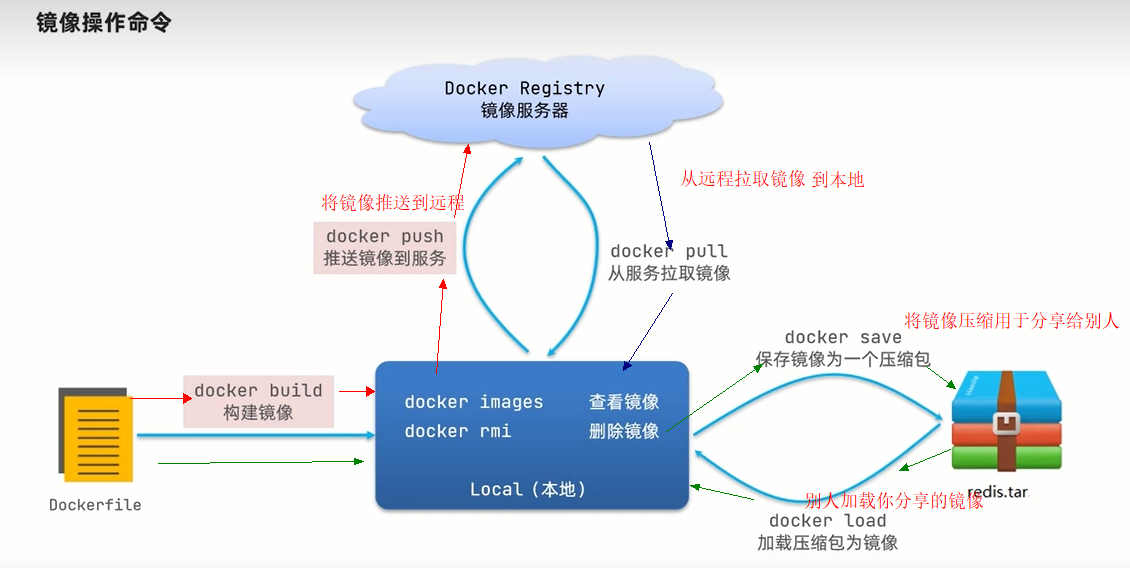 镜像操作命令
Docker Registry
镜像服务器
从远程拉取镜像 到本地
将镜像推送到远程
docker push
推送镜像到服务
docker pull
从服务拉取镜像
将镜像压缩用于分享给别人
docker save
保存镜像为一个压缩包
docker build
构建镜像
docker images 查看镜像
docker rmi 删除镜像
Local（本地）
Dockerfile
redis.tar
别人加载你分享的镜像
docker load
加载压缩包为镜像